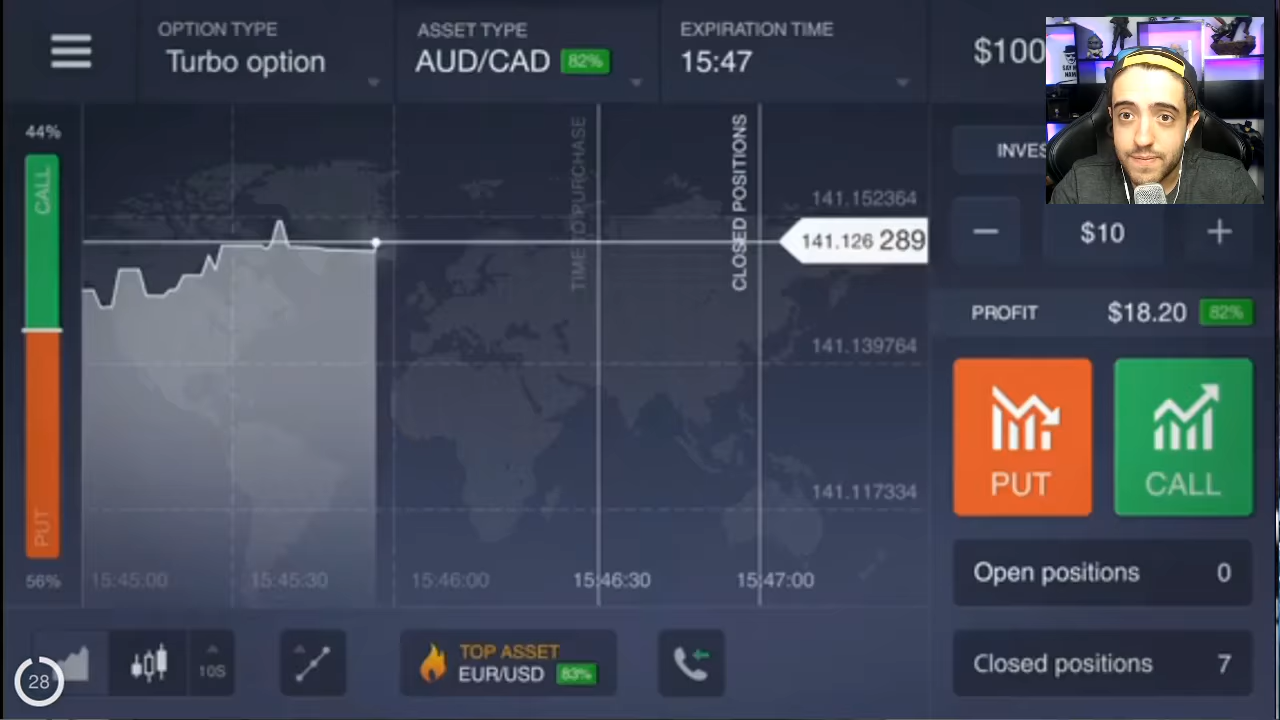 OPTION TYPE
Turbo option
ASSET TYPE
AUD/CAD 82%
EXPIRATION TIME
15:47
$100
44%
CALL
PUT
56%
TIME TO PURCHASE
CLOSED POSITIONS
141.152364
141.126 289
141.139764
141.117334
15:45:00
15:45:30
15:46:00
15:46:30
15:47:00
INVES
$10
PROFIT $18.20 82%
PUT
CALL
Open positions 0
Closed positions 7
10S
TOP ASSET
EUR/USD 83%
28